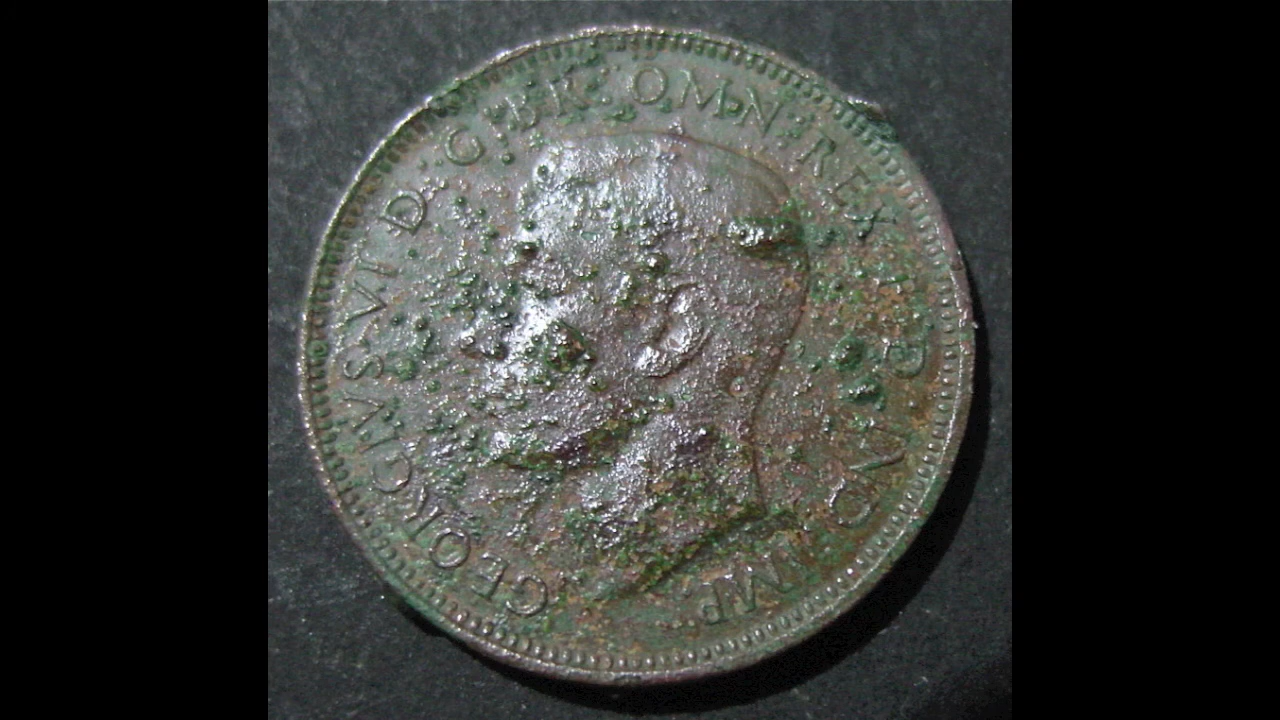 GEORGIVS VI D : G : BR : OMN : REX F : D : IND : IMP.